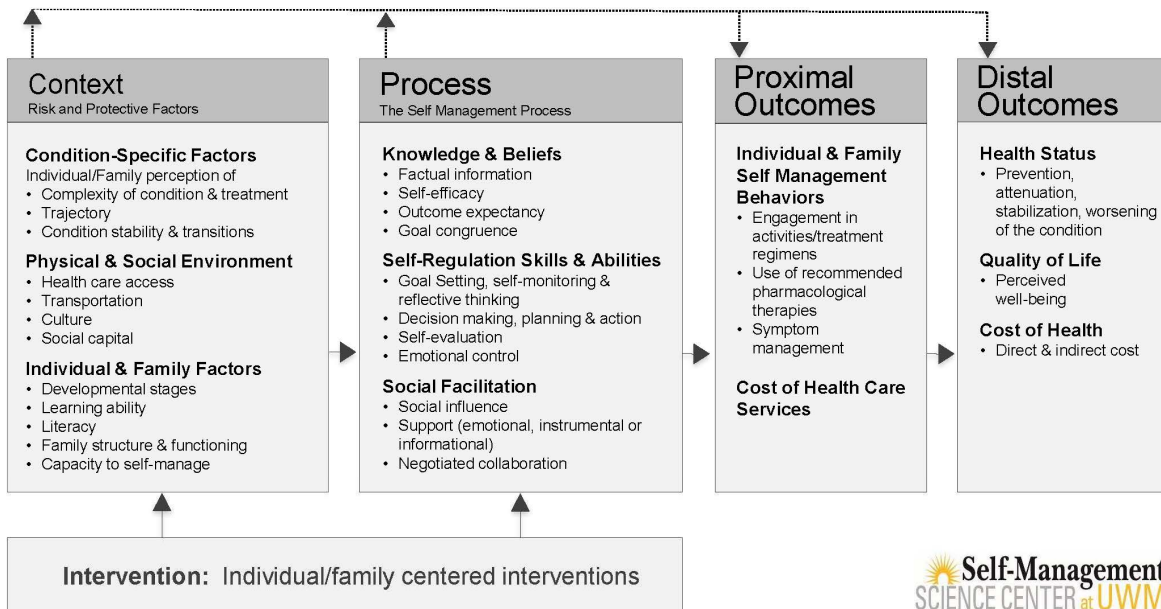 Context
Risk and Protective Factors
Condition-Specific Factors
Individual/Family perception of
• Complexity of condition & treatment
• Trajectory
• Condition stability & transitions
Physical & Social Environment
• Health care access
• Transportation
• Culture
• Social capital
Individual & Family Factors
• Developmental stages
• Learning ability
• Literacy
• Family structure & functioning
• Capacity to self-manage
Process
The Self Management Process
Knowledge & Beliefs
• Factual information
• Self-efficacy
• Outcome expectancy
• Goal congruence
Self-Regulation Skills & Abilities
• Goal Setting, self-monitoring &
reflective thinking
• Decision making, planning & action
• Self-evaluation
• Emotional control
Social Facilitation
• Social influence
• Support (emotional, instrumental or
informational)
• Negotiated collaboration
Proximal
Outcomes
Individual & Family
Self Management
Behaviors
• Engagement in
activities/treatment
regimens
• Use of recommended
pharmacological
therapies
• Symptom
management
Cost of Health Care
Services
Distal
Outcomes
Health Status
• Prevention,
attenuation,
stabilization, worsening
of the condition
Quality of Life
• Perceived
well-being
Cost of Health
• Direct & indirect cost
Intervention: Individual/family centered interventions
Self-Management
SCIENCE CENTER at UWM